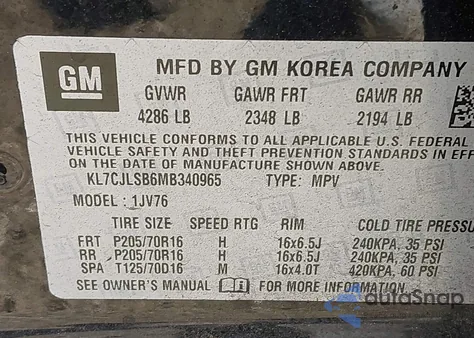 GM
MFD BY GM KOREA COMPANY
GVWR GAWR FRT GAWR RR
4286 LB 2348 LB 2194 LB
THIS VEHICLE CONFORMS TO ALL APPLICABLE U.S. FEDERAL
VEHICLE SAFETY AND THEFT PREVENTION STANDARDS IN EFF
ON THE DATE OF MANUFACTURE SHOWN ABOVE.
KL7CJLSB6MB340965 TYPE: MPV
MODEL : 1JV76
TIRE SIZE SPEED RTG RIM COLD TIRE PRESSU
FRT P205/70R16 H 16x6.5J 240KPA, 35 PSI
RR P205/70R16 H 16x6.5J 240KPA, 35 PSI
SPA T125/70D16 M 16x4.0T 420KPA, 60 PSI
SEE OWNER'S MANUAL FOR MORE INFORMATION
autoSnap